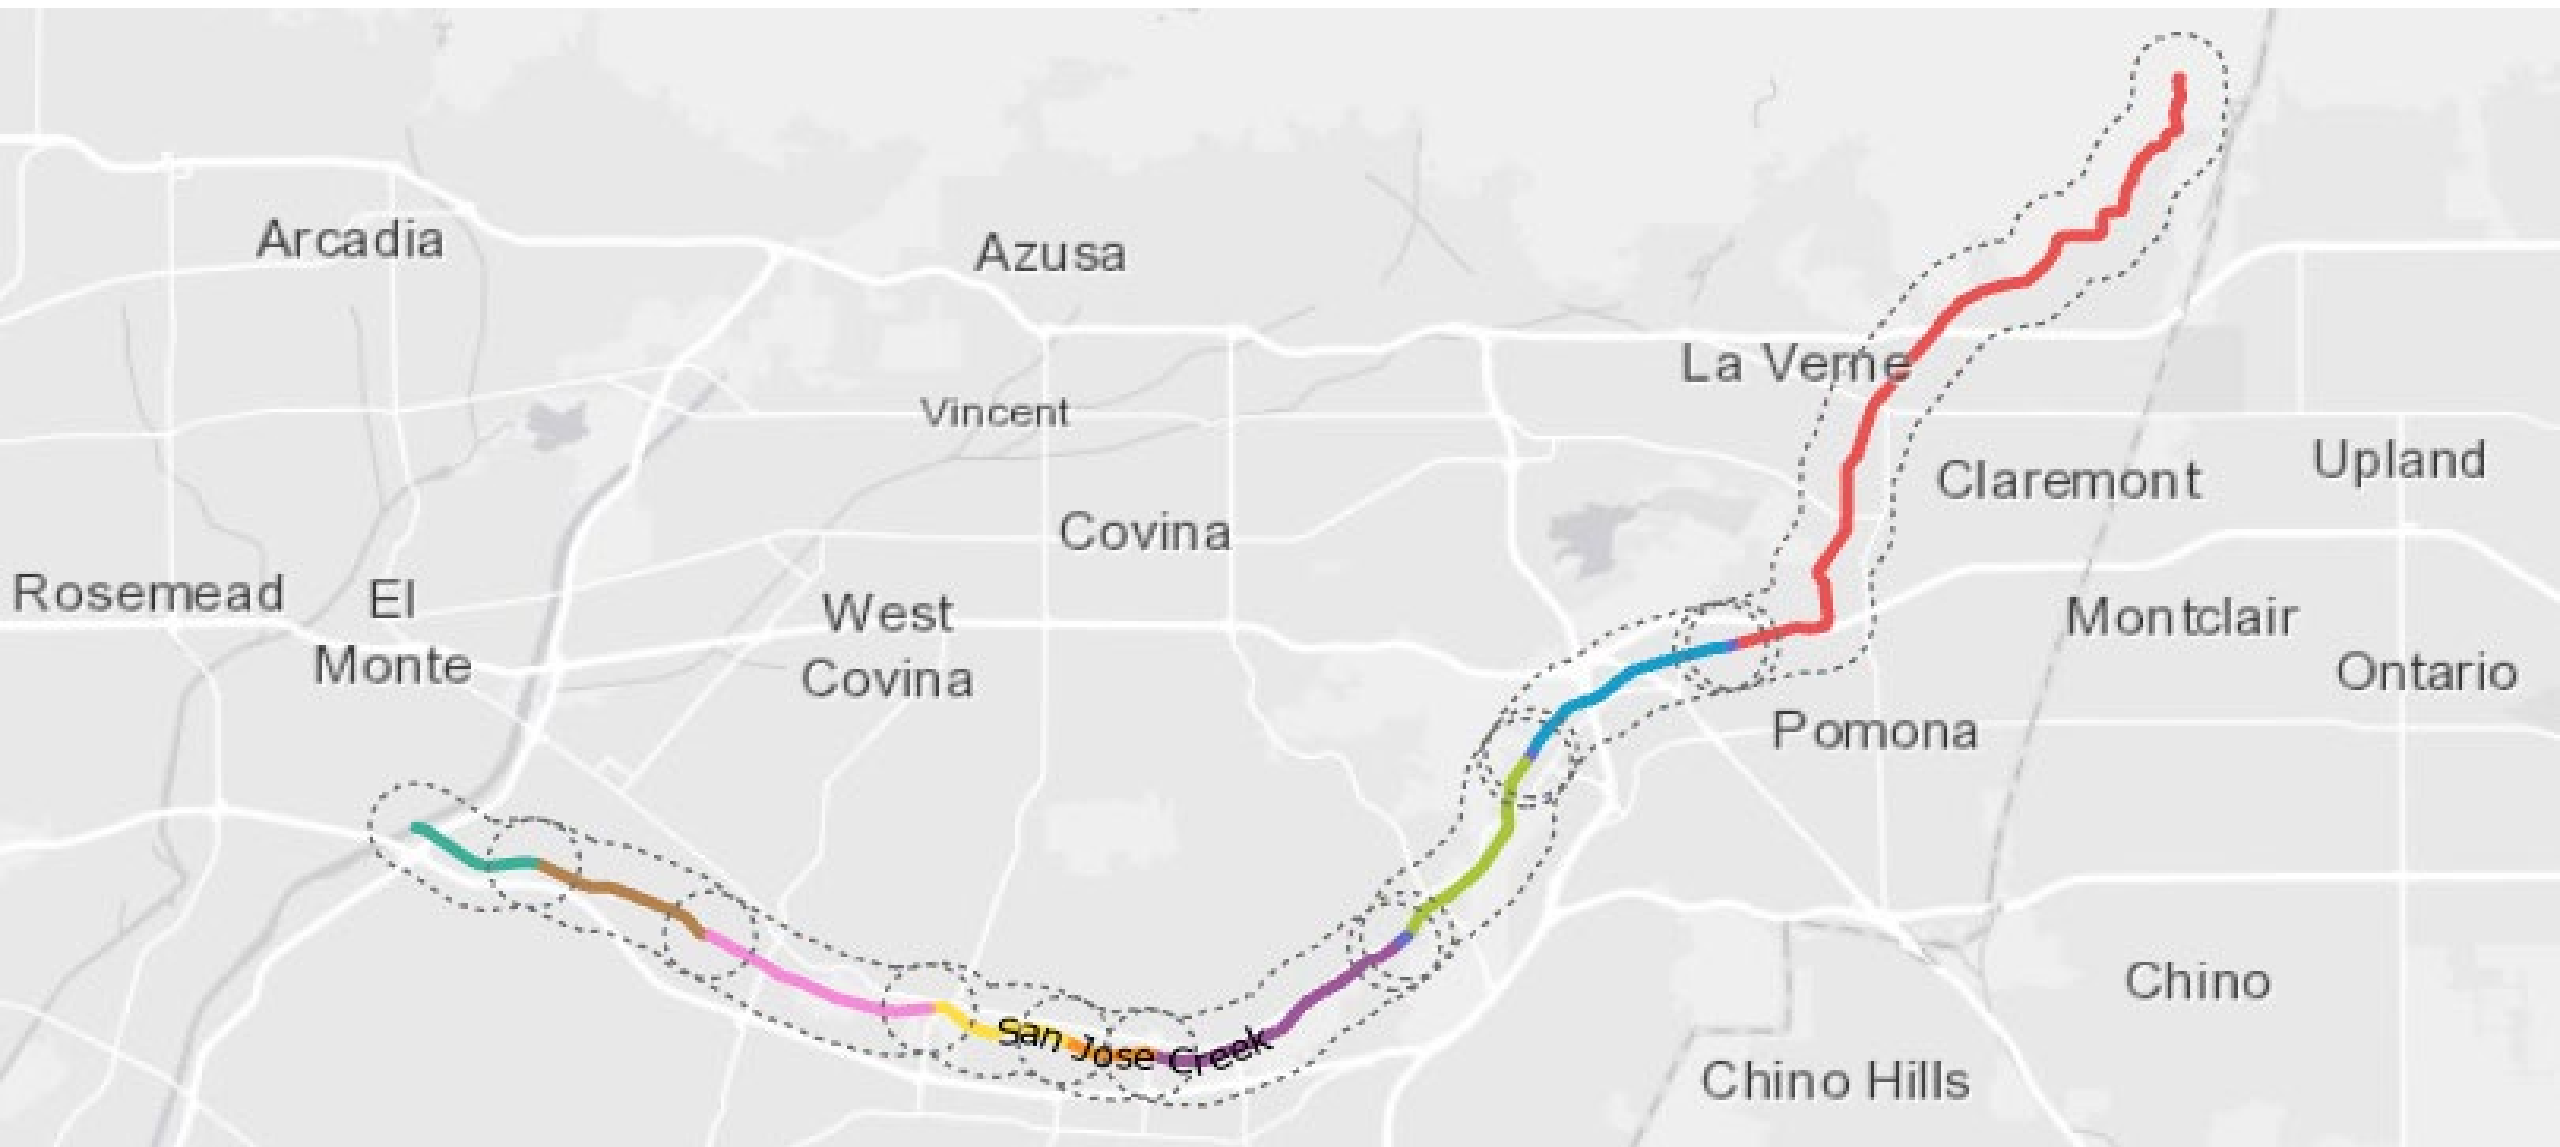 Arcadia
Azusa
La Verne
Vincent
Claremont
Upland
Covina
Rosemead
El
Monte
West
Covina
Montclair
Ontario
Pomona
San Jose Creek
Chino
Chino Hills